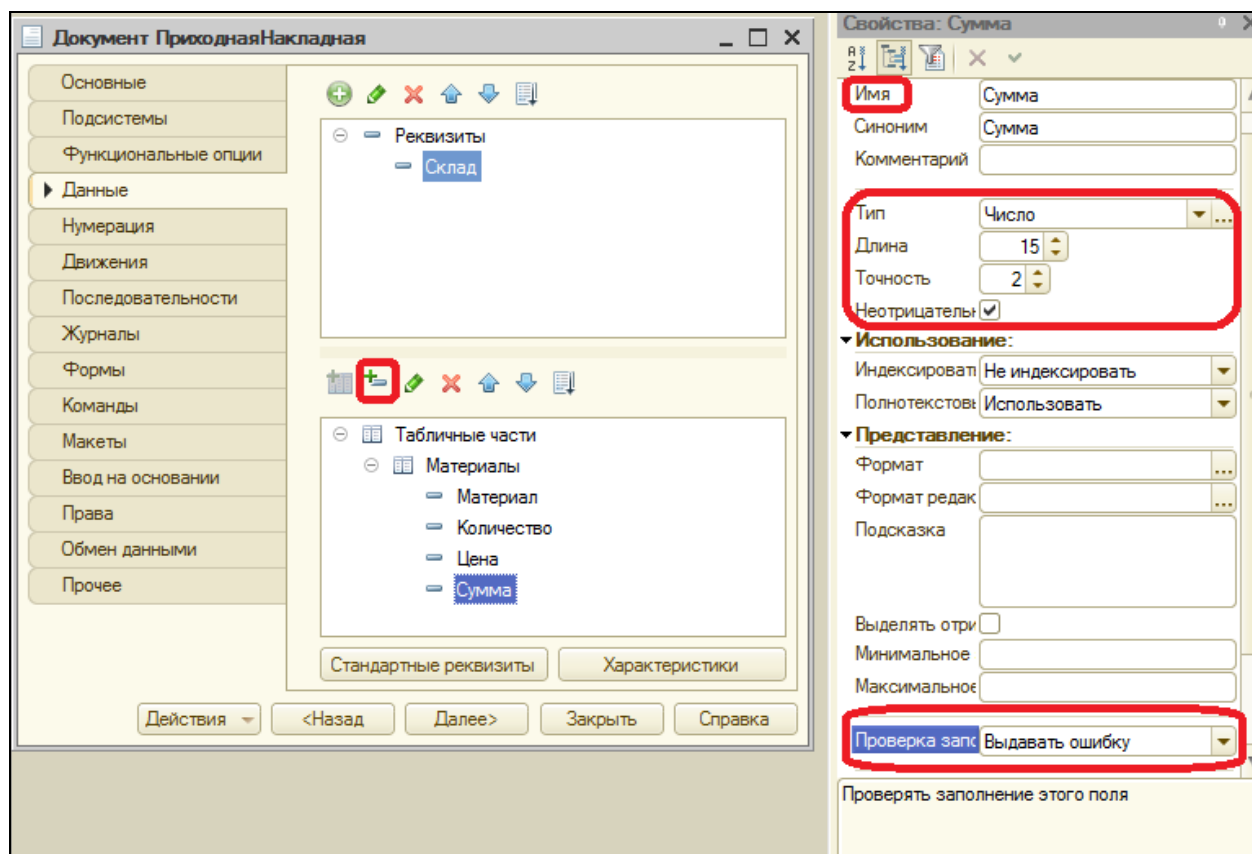 Документ ПриходнаяНакладная
Основные
Подсистемы
Функциональные опции
Данные
Нумерация
Движения
Последовательности
Журналы
Формы
Команды
Макеты
Ввод на основании
Права
Обмен данными
Прочее
Реквизиты
Склад
Табличные части
Материалы
Материал
Количество
Цена
Сумма
Стандартные реквизиты
Характеристики
Действия
<Назад
Далее>
Закрыть
Справка
Свойства: Сумма
Имя Сумма
Синоним Сумма
Комментарий
Тип Число ...
Длина 15
Точность 2
Неотрицательн
Использование:
Индексироват Не индексировать
Полнотекстовы Использовать
Представление:
Формат ...
Формат редак ...
Подсказка
Выделять отри
Минимальное
Максимальное
Проверка запо Выдавать ошибку
Проверять заполнение этого поля